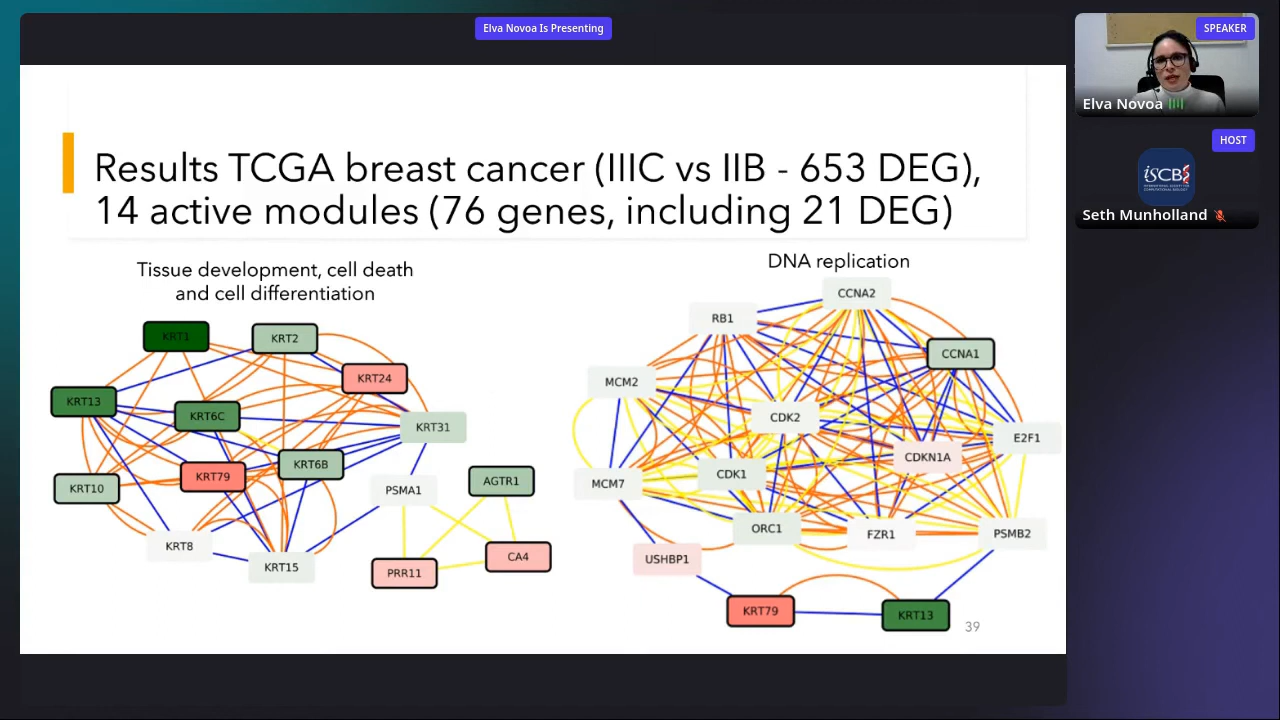 Elva Novoa Is Presenting
SPEAKER
Elva Novoa
HOST
iSCB
Seth Munholland
Results TCGA breast cancer (IIIC vs IIB - 653 DEG),
14 active modules (76 genes, including 21 DEG)
Tissue development, cell death
and cell differentiation
KRT1
KRT2
KRT24
KRT13
KRT6C
KRT31
KRT79
KRT6B
KRT10
PSMA1
AGTR1
KRT8
KRT15
PRR11
CA4
DNA replication
CCNA2
RB1
CCNA1
MCM2
CDK2
E2F1
CDKN1A
CDK1
MCM7
ORC1
FZR1
PSMB2
USHBP1
KRT79
KRT13
39